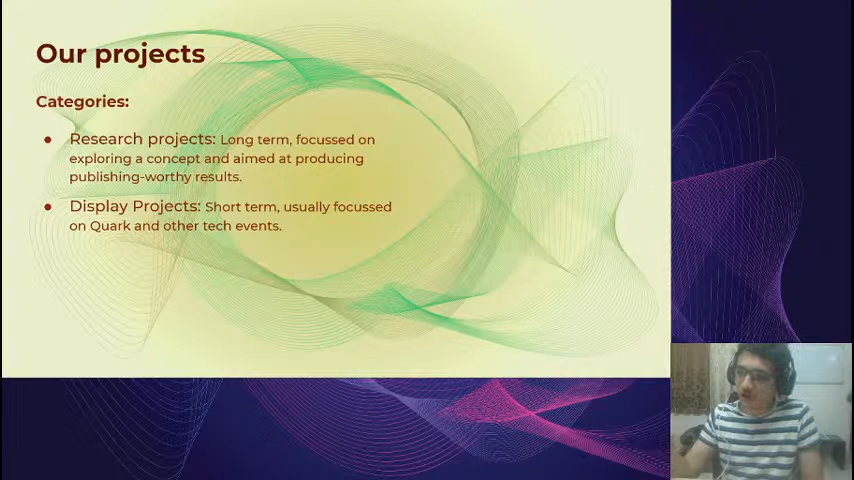 Our projects
Categories:
● Research projects: Long term, focussed on
exploring a concept and aimed at producing
publishing-worthy results.
● Display Projects: Short term, usually focussed
on Quark and other tech events.